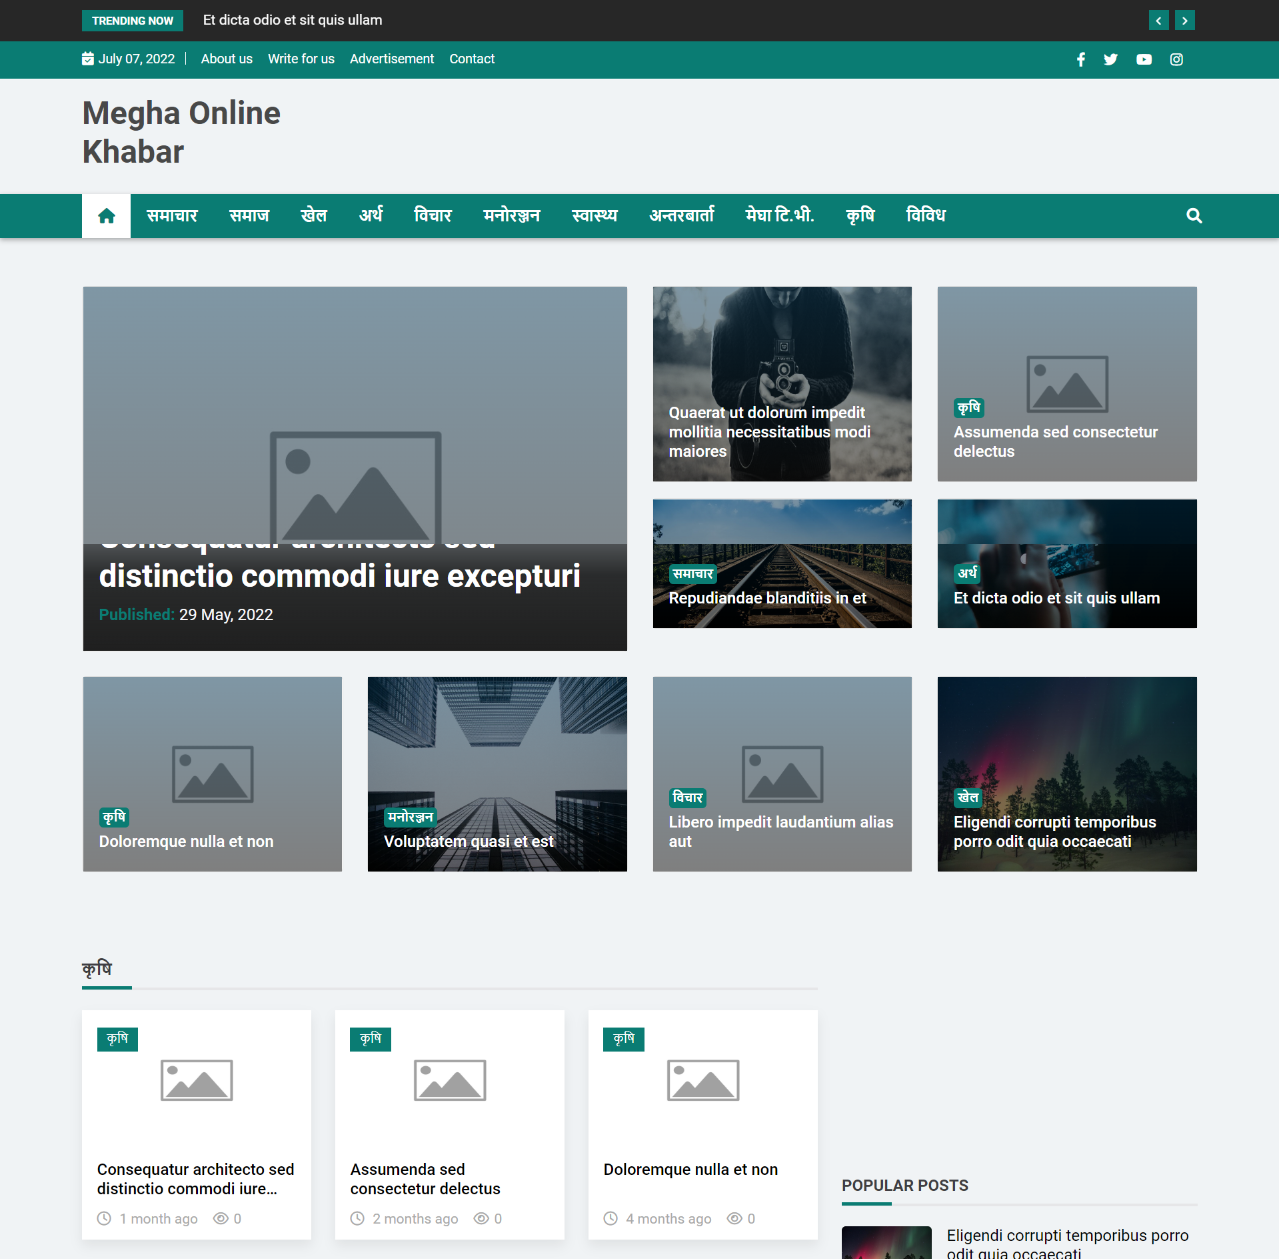 TRENDING NOW
Et dicta odio et sit quis ullam
July 07, 2022
About us
Write for us
Advertisement
Contact
Megha Online
Khabar
समाचार
समाज
खेल
अर्थ
विचार
मनोरञ्जन
स्वास्थ्य
अन्तरबार्ता
मेघा टि.भी.
कृषि
विविध
Consequatur architecto sed
distinctio commodi iure excepturi
Published: 29 May, 2022
Quaerat ut dolorum impedit
mollitia necessitatibus modi
maiores
कृषि
Assumenda sed consectetur
delectus
समाचार
Repudiandae blanditiis in et
अर्थ
Et dicta odio et sit quis ullam
कृषि
Doloremque nulla et non
मनोरञ्जन
Voluptatem quasi et est
विचार
Libero impedit laudantium alias
aut
खेल
Eligendi corrupti temporibus
porro odit quia occaecati
कृषि
कृषि
Consequatur architecto sed
distinctio commodi iure...
1 month ago
0
कृषि
Assumenda sed
consectetur delectus
2 months ago
0
कृषि
Doloremque nulla et non
4 months ago
0
POPULAR POSTS
Eligendi corrupti temporibus porro
odit quia occaecati